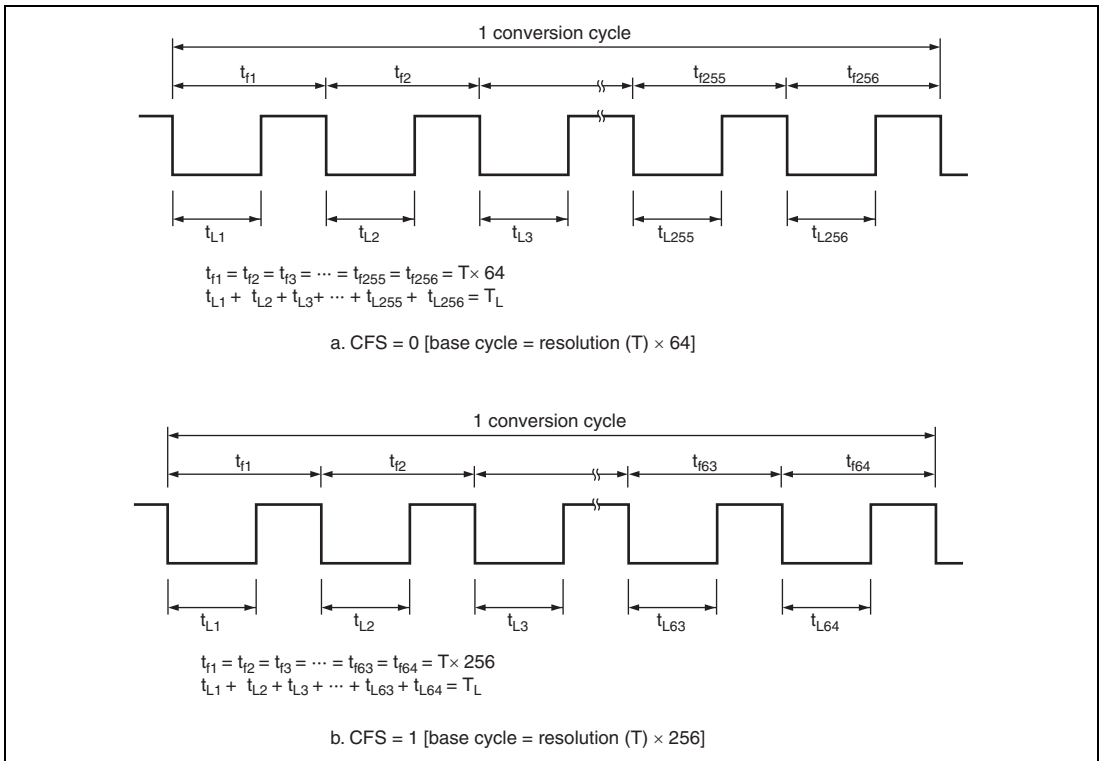 1 conversion cycle
tf1 tf2 tf255 tf256
tL1 tL2 tL3 tL255 tL256
tf1 = tf2 = tf3 = ··· = tf255 = tf256 = T× 64
tL1 + tL2 + tL3+ ··· + tL255+ tL256 = TL
a. CFS = 0 [base cycle = resolution (T) × 64]
1 conversion cycle
tf1 tf2 tf63 tf64
tL1 tL2 tL3 tL63 tL64
tf1 = tf2 = tf3 = ··· = tf63 = tf64 = T× 256
tL1 + tL2 + tL3 + ··· + tL63 + tL64 = TL
b. CFS = 1 [base cycle = resolution (T) × 256]